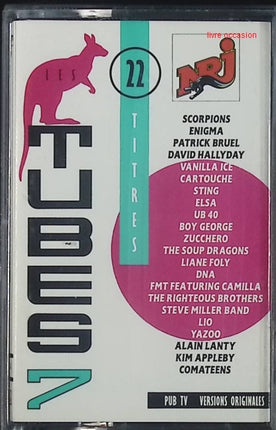 livre occasion
LES
22
NRJ
TITRES
TUBES 7
SCORPIONS
ENIGMA
PATRICK BRUEL
DAVID HALLYDAY
VANILLA ICE
CARTOUCHE
STING
ELSA
UB 40
BOY GEORGE
ZUCCHERO
THE SOUP DRAGONS
LIANE FOLY
DNA
FMT FEATURING CAMILLA
THE RIGHTEOUS BROTHERS
STEVE MILLER BAND
LIO
YAZOO
ALAIN LANTY
KIM APPLEBY
COMATEENS
PUB TV VERSIONS ORIGINALES